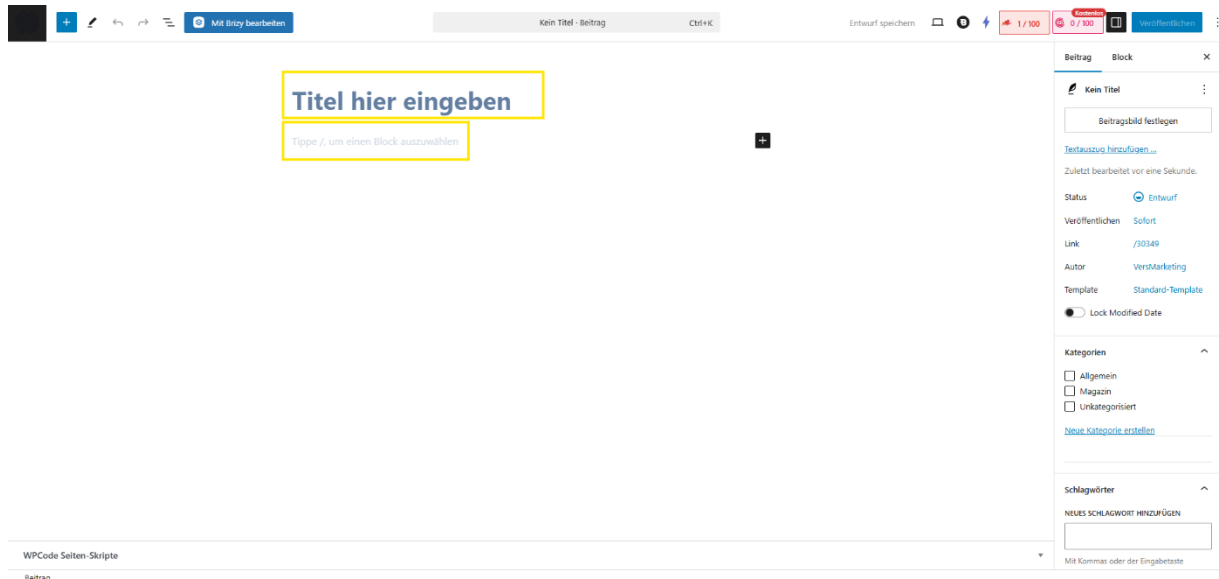 Mit Brizy bearbeiten
Kein Titel · Beitrag Ctrl+K
Entwurf speichern
1 / 100
Kostenlos
0 / 100
Veröffentlichen
Titel hier eingeben
Tippe /, um einen Block auszuwählen
Beitrag Block
Kein Titel
Beitragsbild festlegen
Textauszug hinzufügen ...
Zuletzt bearbeitet vor eine Sekunde.
Status Entwurf
Veröffentlichen Sofort
Link /30349
Autor VersMarketing
Template Standard-Template
Lock Modified Date
Kategorien
Allgemein
Magazin
Unkategorisiert
Neue Kategorie erstellen
Schlagwörter
NEUES SCHLAGWORT HINZUFÜGEN
Mit Kommas oder der Eingabetaste
WPCode Seiten-Skripte
Beitrag